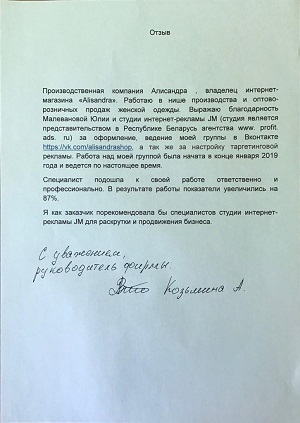 Отзыв
Производственная компания Алисандра , владелец интернет-
магазина «Alisandra». Работаю в нише производства и оптово-
розничных продаж женской одежды. Выражаю благодарность
Малевановой Юлии и студии интернет-рекламы JM (студия является
представительством в Республике Беларусь агентства www. profit.
ads. ru) за оформление, ведение моей группы в Вконтакте
https://vk.com/alisandrashop, а так же за настройку таргетинговой
рекламы. Работа над моей группой была начата в конце января 2019
года и ведется по настоящее время.
Специалист подошла к своей работе ответственно и
профессионально. В результате работы показатели увеличились на
87%.
Я как заказчик порекомендовала бы специалистов студии интернет-
рекламы JM для раскрутки и продвижения бизнеса.
С уважением,
руководитель фирмы.
Козьмина А.